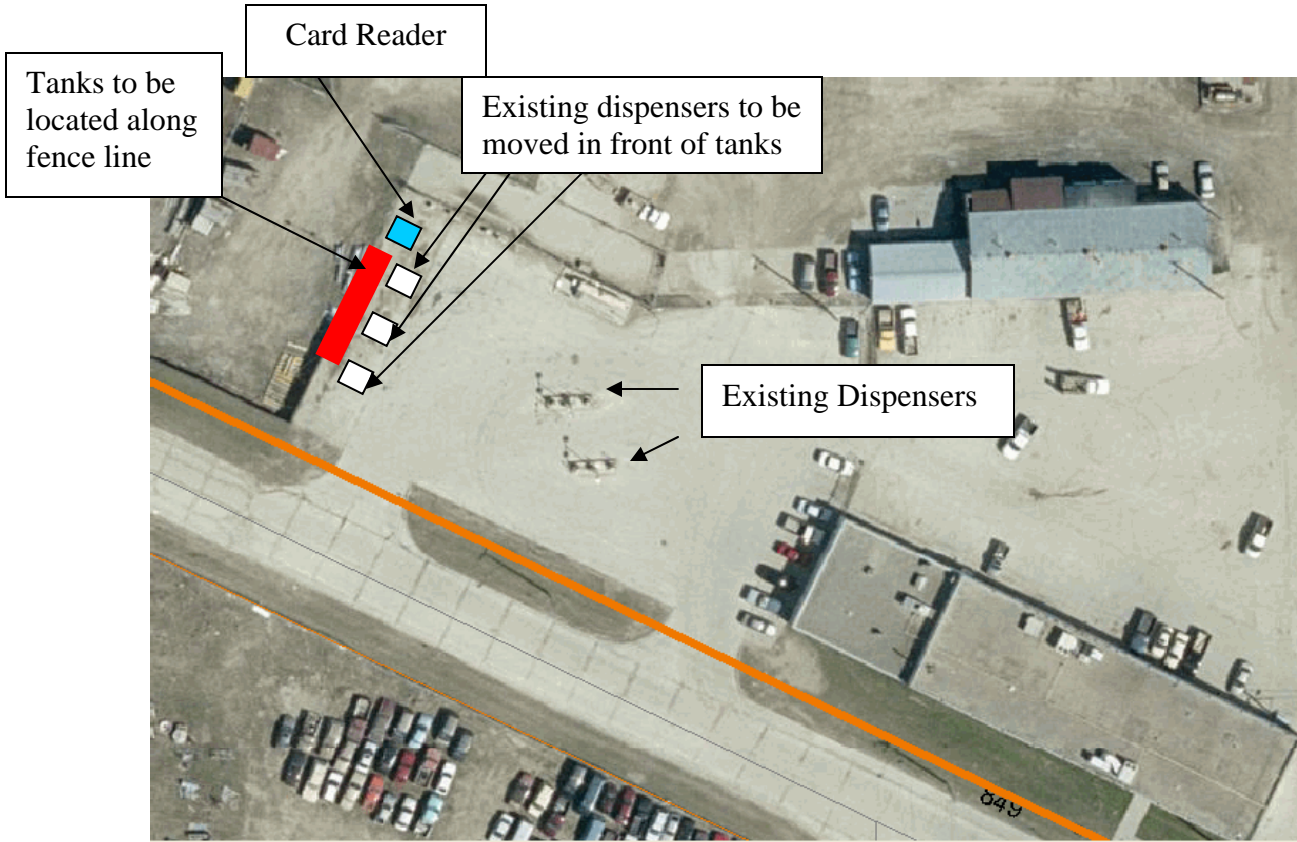 Card Reader
Tanks to be
located along
fence line
Existing dispensers to be
moved in front of tanks
Existing Dispensers
849